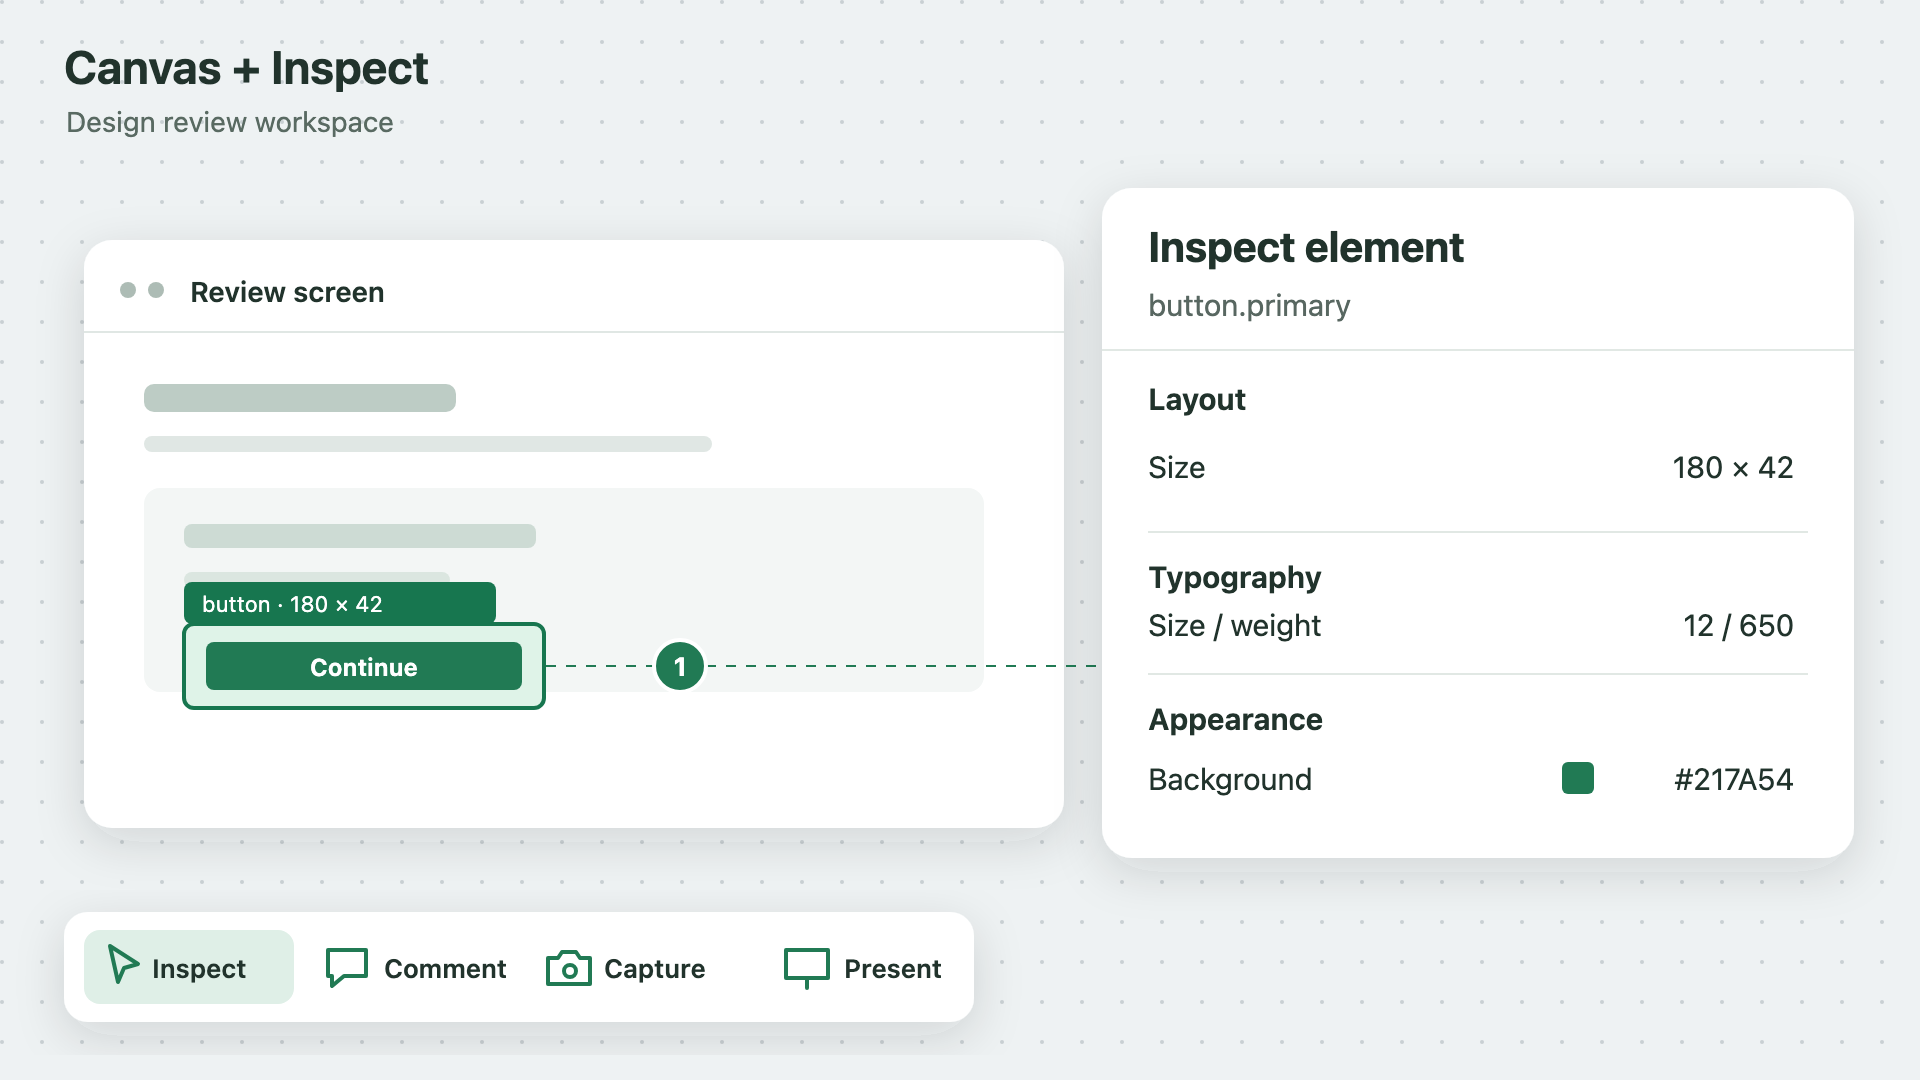 Canvas + Inspect
Design review workspace
Review screen
button · 180 × 42
Continue
1
Inspect element
button.primary
Layout
Size 180 × 42
Typography
Size / weight 12 / 650
Appearance
Background #217A54
Inspect Comment Capture Present